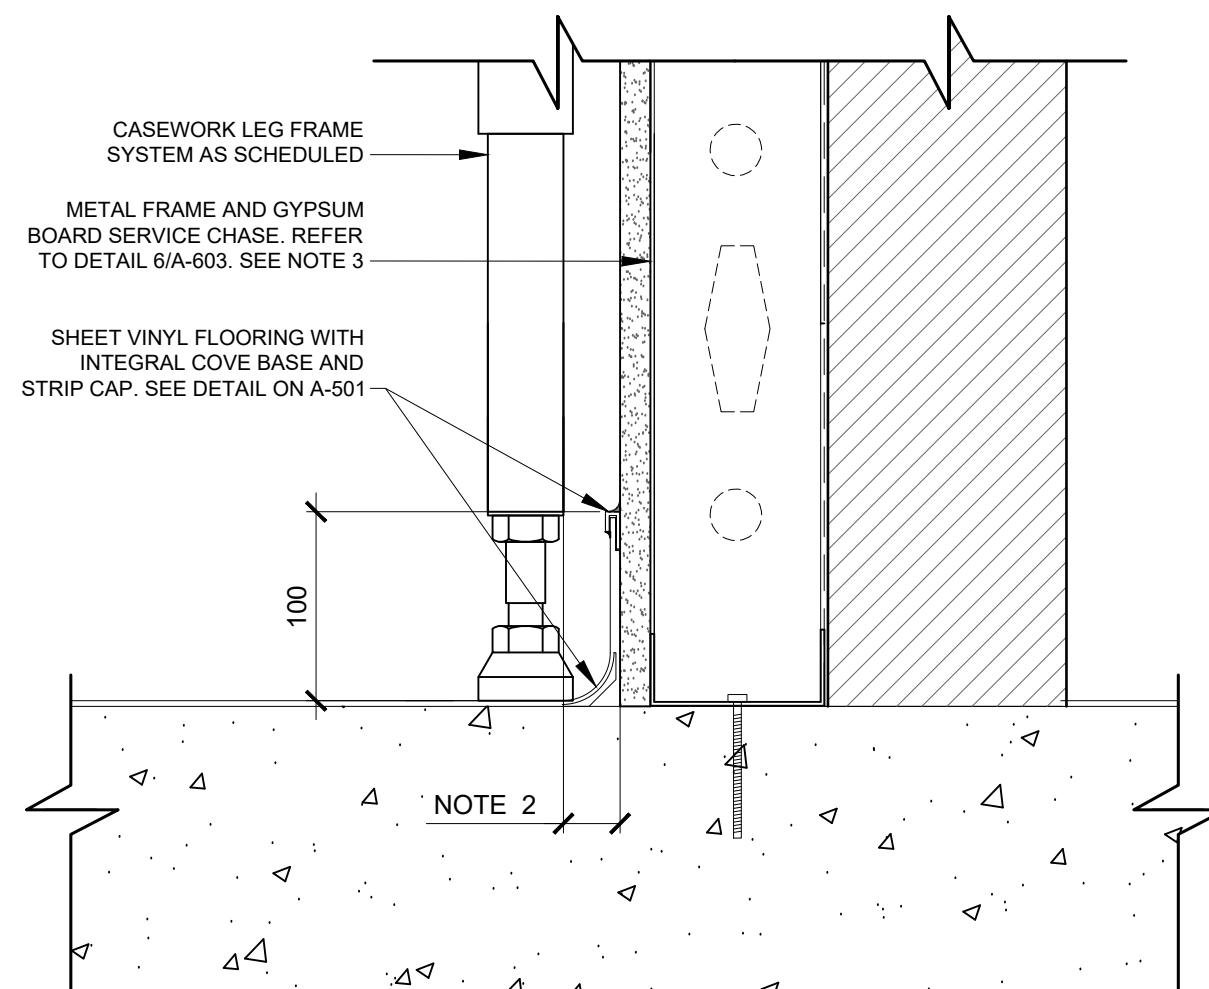 CASEWORK LEG FRAME
SYSTEM AS SCHEDULED
METAL FRAME AND GYPSUM
BOARD SERVICE CHASE. REFER
TO DETAIL 6/A-603. SEE NOTE 3
SHEET VINYL FLOORING WITH
INTEGRAL COVE BASE AND
STRIP CAP. SEE DETAIL ON A-501
100
NOTE 2